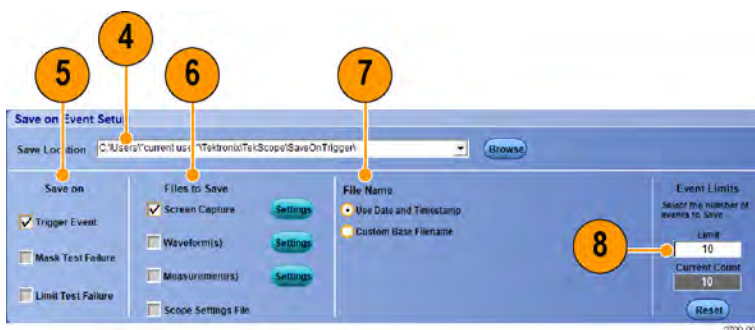 4
5
6
7
Save on Event Setup
Save Location C:\Users\"current user"\Tektronix\TekScope\SaveOnTrigger\ Browse
Save on
Trigger Event
Mask Test Failure
Limit Test Failure
Files to Save
Screen Capture Settings
Waveform(s) Settings
Measurement(s) Settings
Scope Settings File
File Name
Use Date and Timestamp
Custom Base Filename
8
Event Limits
Select the number of
events to Save
Limit
10
Current Count
10
Reset